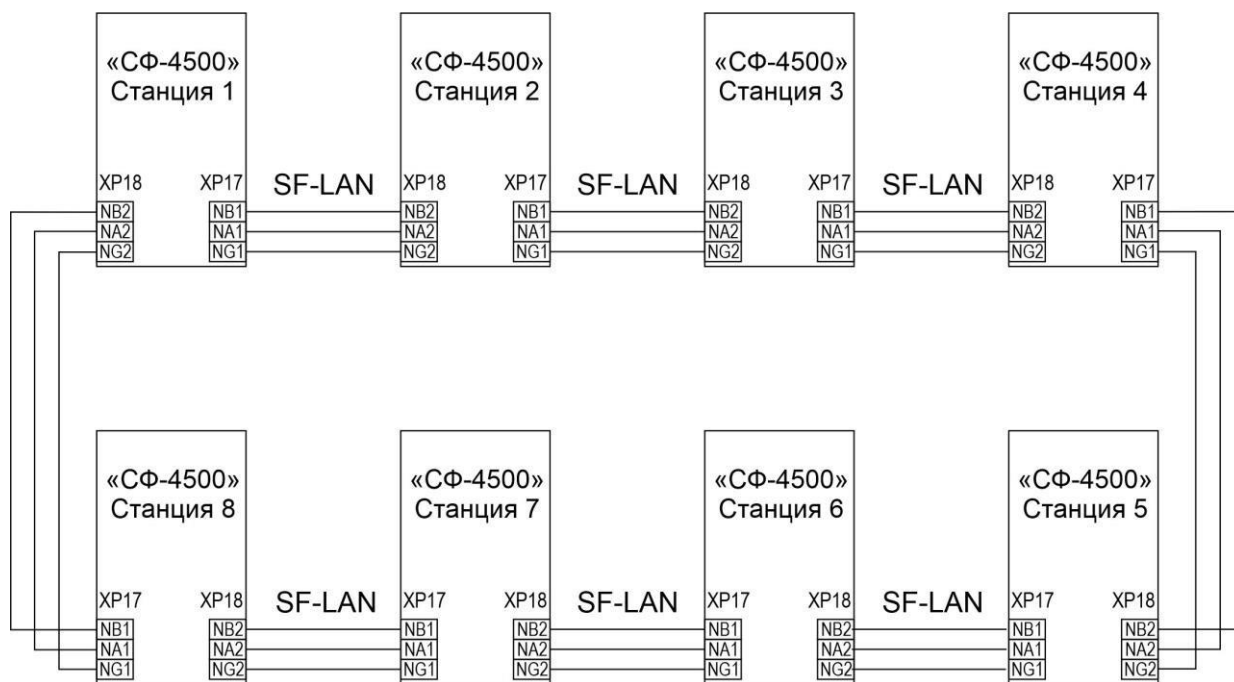 «СФ-4500» «СФ-4500» «СФ-4500» «СФ-4500»
Станция 1 Станция 2 Станция 3 Станция 4
XP18 XP17 SF-LAN XP18 XP17 SF-LAN XP18 XP17 SF-LAN XP18 XP17
NB2 NB1 NB2 NB1 NB2 NB1 NB2 NB1
NA2 NA1 NA2 NA1 NA2 NA1 NA2 NA1
NG2 NG1 NG2 NG1 NG2 NG1 NG2 NG1
«СФ-4500» «СФ-4500» «СФ-4500» «СФ-4500»
Станция 8 Станция 7 Станция 6 Станция 5
XP17 XP18 SF-LAN XP17 XP18 SF-LAN XP17 XP18 SF-LAN XP17 XP18
NB1 NB2 NB1 NB2 NB1 NB2 NB1 NB2
NA1 NA2 NA1 NA2 NA1 NA2 NA1 NA2
NG1 NG2 NG1 NG2 NG1 NG2 NG1 NG2